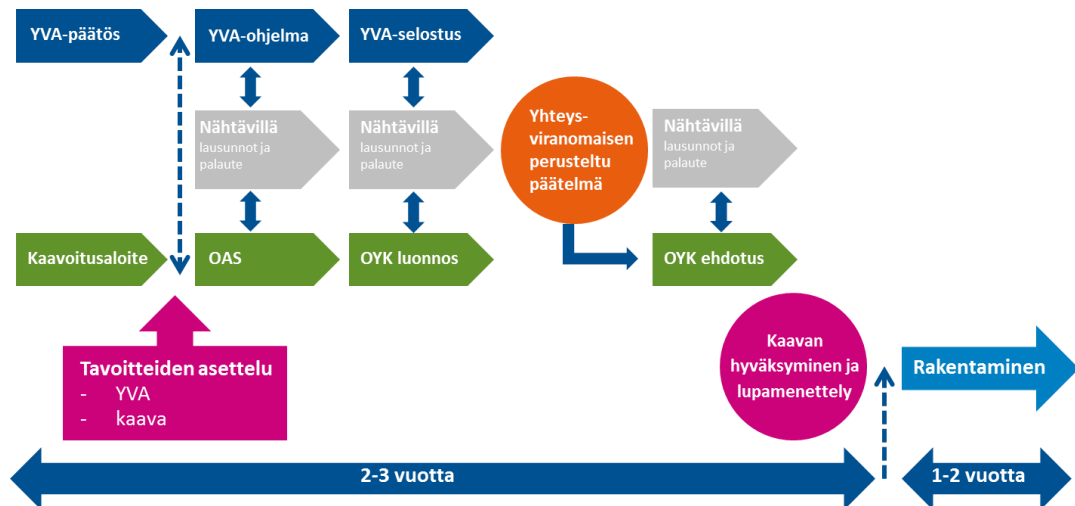 YVA-päätös
YVA-ohjelma
YVA-selostus
Nähtävillä
lausunnot ja
palaute
Nähtävillä
lausunnot ja
palaute
Yhteys-
viranomaisen
perusteltu
päätelmä
Nähtävillä
lausunnot ja
palaute
Kaavoitusaloite
OAS
OYK luonnos
OYK ehdotus
Tavoitteiden asettelu
- YVA
- kaava
Kaavan
hyväksyminen ja
lupamenettely
Rakentaminen
2-3 vuotta
1-2 vuotta